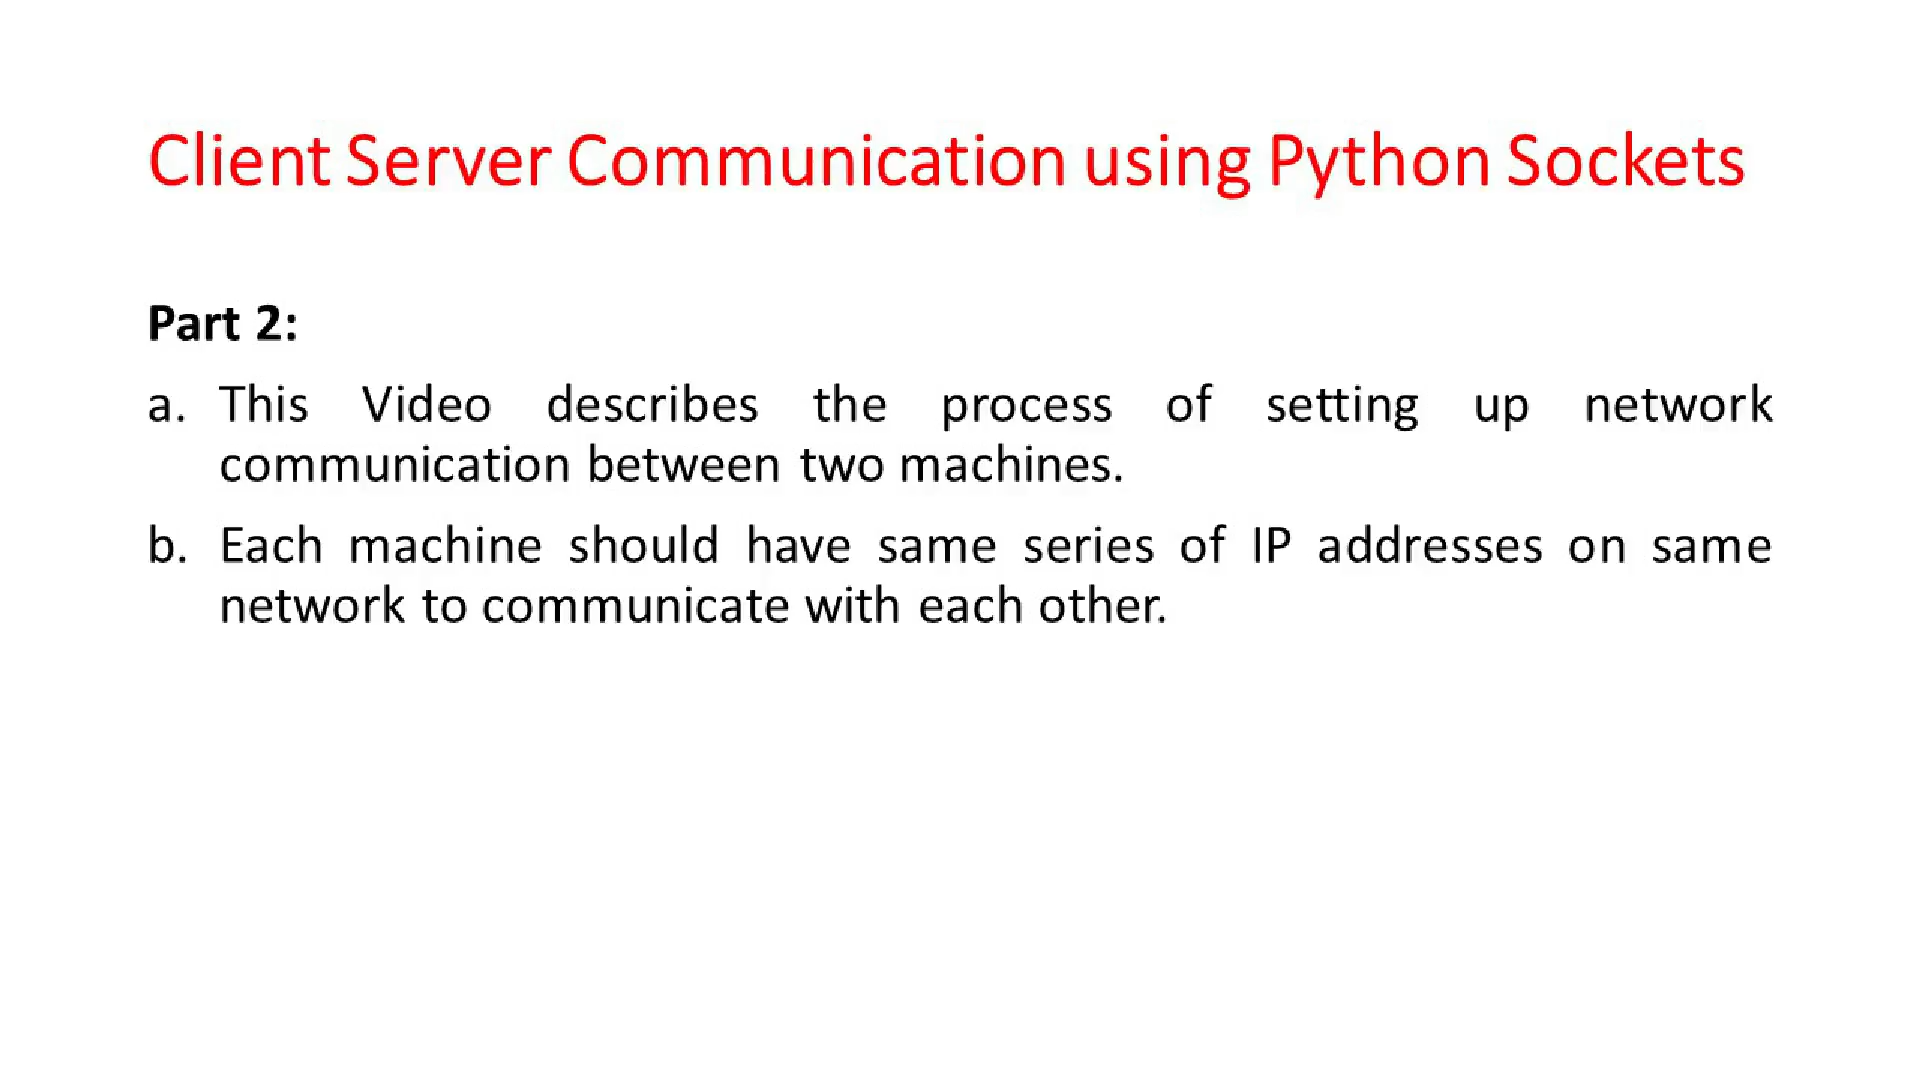 Client Server Communication using Python Sockets
Part 2:
a. This Video describes the process of setting up network
communication between two machines.
b. Each machine should have same series of IP addresses on same
network to communicate with each other.